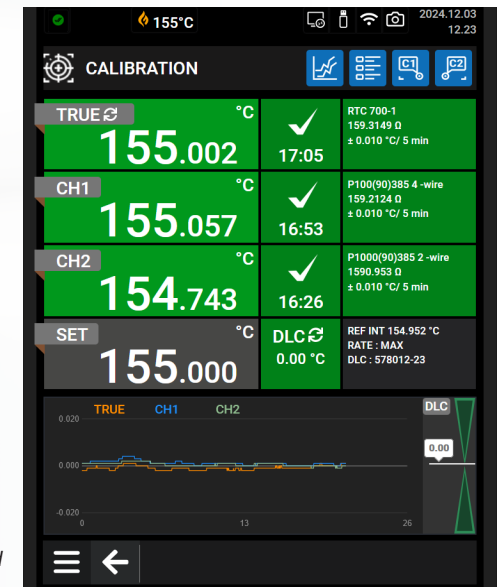 155°C
2024.12.03
12.23
CALIBRATION
C1
C2
TRUE
°C
155.002
17:05
RTC 700-1
159.3149 Ω
± 0.010 °C/ 5 min
CH1
°C
155.057
16:53
P100(90)385 4 -wire
159.2124 Ω
± 0.010 °C/ 5 min
CH2
°C
154.743
16:26
P1000(90)385 2 -wire
1590.953 Ω
± 0.010 °C/ 5 min
SET
°C
155.000
DLC
0.00 °C
REF INT 154.952 °C
RATE : MAX
DLC : 578012-23
TRUE CH1 CH2
DLC
0.020
0.000
-0.020
0 13 26
0.00